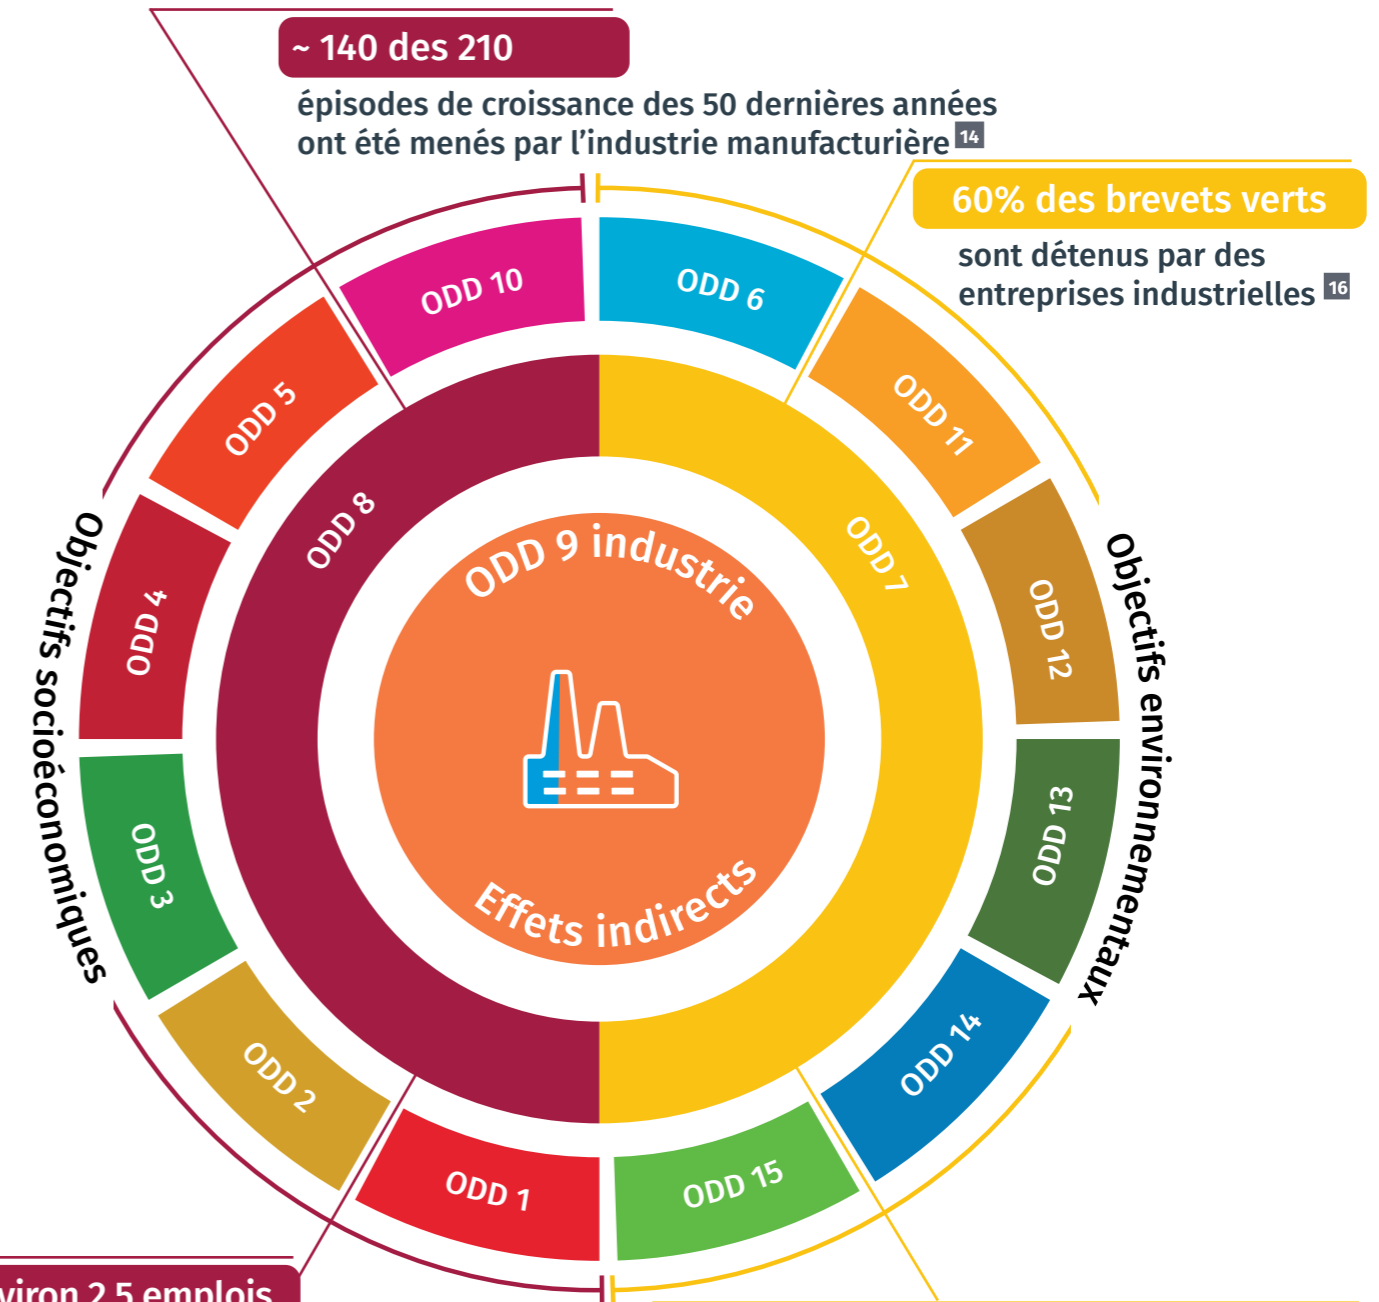 ~ 140 des 210
épisodes de croissance des 50 dernières années
ont été menés par l’industrie manufacturière 14
60% des brevets verts
sont détenus par des
entreprises industrielles 16
ODD 10
ODD 6
ODD 5
ODD 11
ODD 8
ODD 7
ODD 9 industrie
Objectifs socioéconomiques
Objectifs environnementaux
ODD 4
ODD 12
ODD 3
ODD 13
Effets indirects
ODD 2
ODD 14
ODD 1
ODD 15
2,5 emplois